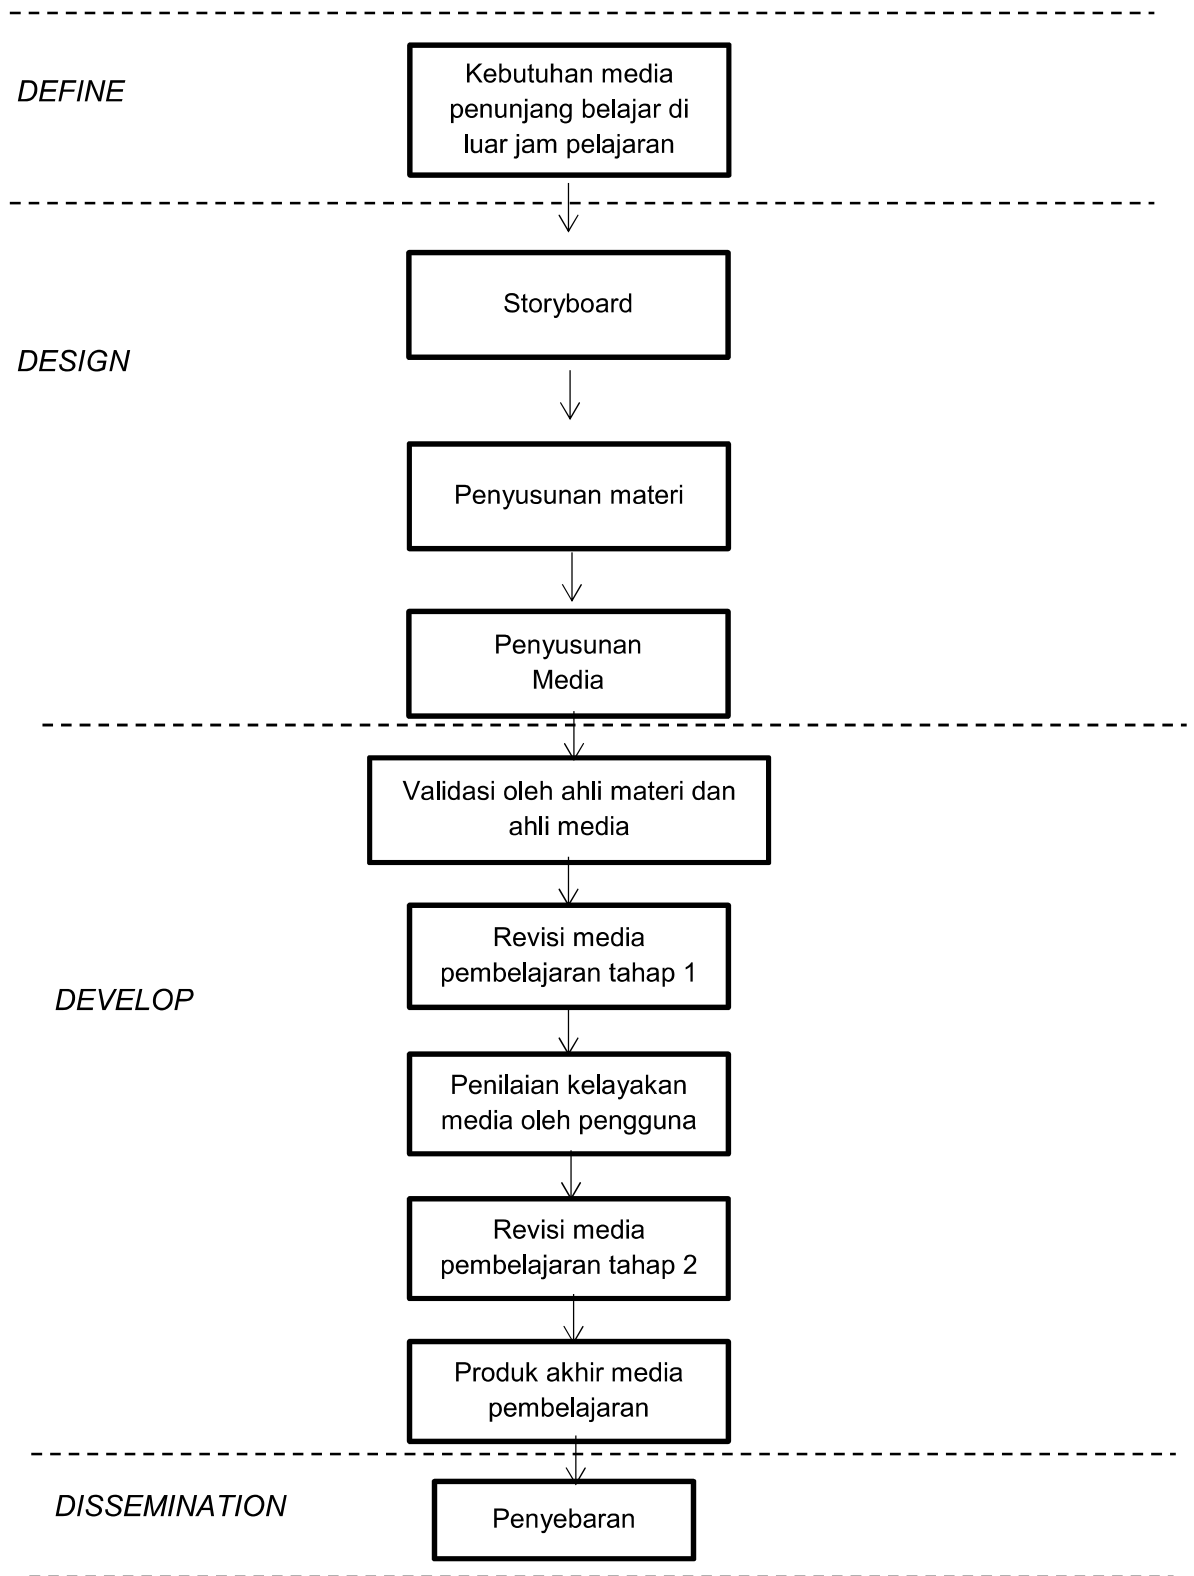 DEFINE
Kebutuhan media
penunjang belajar di
luar jam pelajaran
DESIGN
Storyboard
Penyusunan materi
Penyusunan
Media
DEVELOP
Validasi oleh ahli materi dan
ahli media
Revisi media
pembelajaran tahap 1
Penilaian kelayakan
media oleh pengguna
Revisi media
pembelajaran tahap 2
Produk akhir media
pembelajaran
DISSEMINATION
Penyebaran